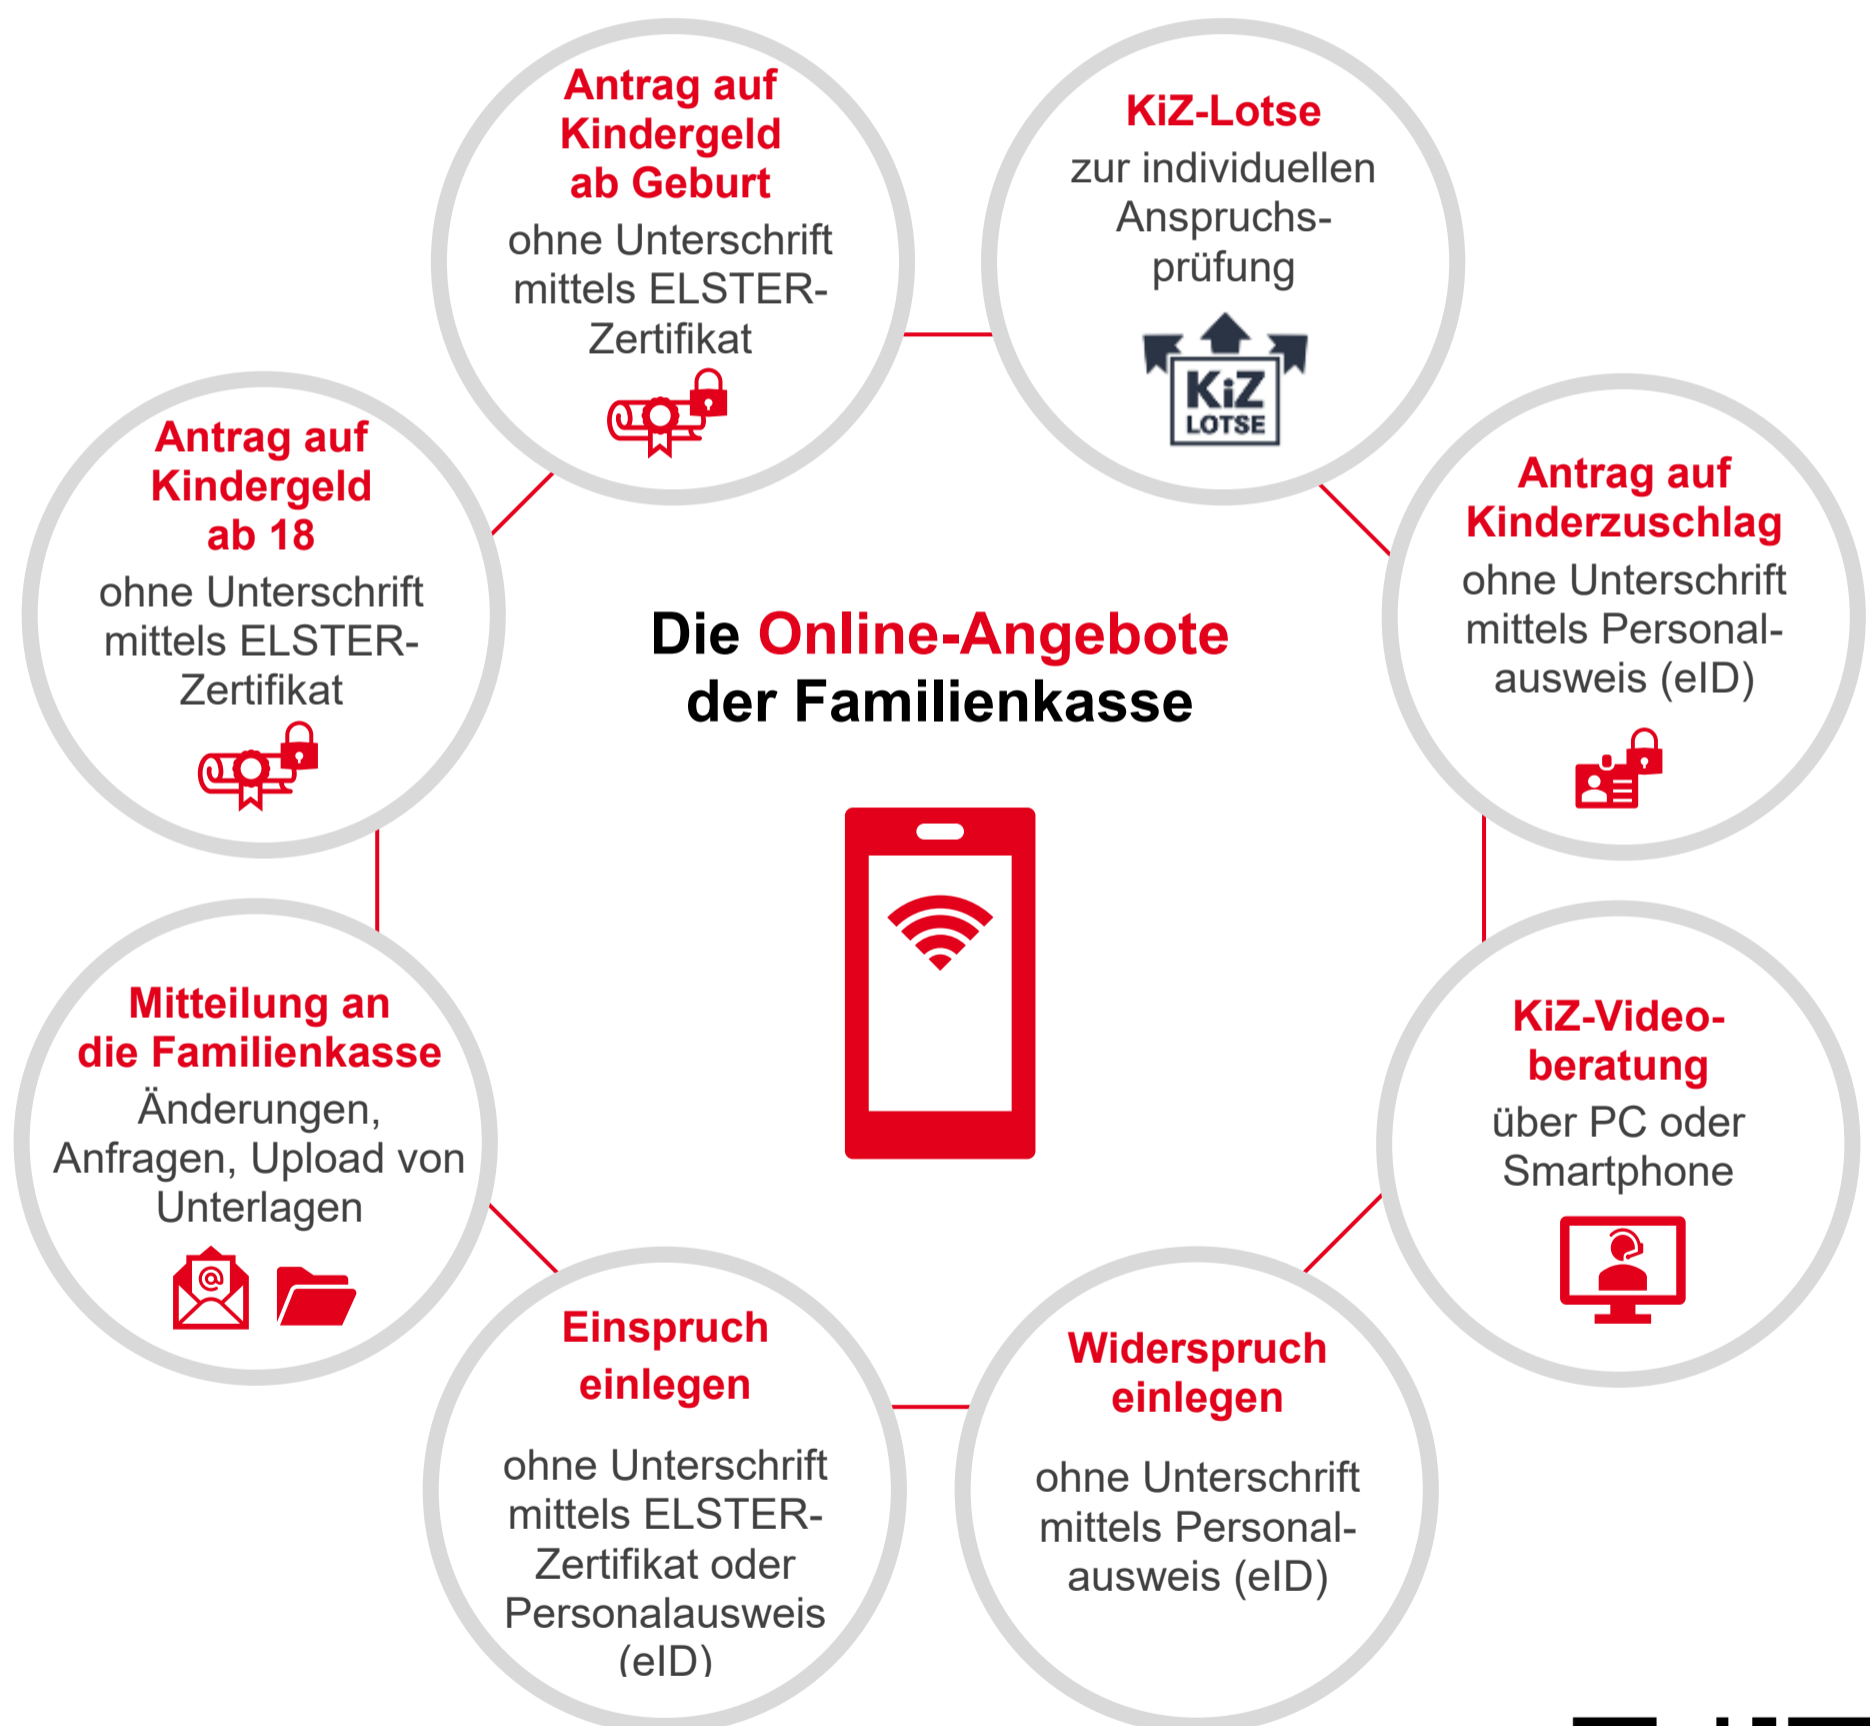 Antrag auf
Kindergeld
ab Geburt
ohne Unterschrift
mittels ELSTER-
Zertifikat
KiZ-Lotse
zur individuellen
Anspruchs-
prüfung
KiZ
LOTSE
Antrag auf
Kindergeld
ab 18
ohne Unterschrift
mittels ELSTER-
Zertifikat
Antrag auf
Kinderzuschlag
ohne Unterschrift
mittels Personal-
ausweis (eID)
Die Online-Angebote
der Familienkasse
Mitteilung an
die Familienkasse
Änderungen,
Anfragen, Upload von
Unterlagen
@
KiZ-Video-
beratung
über PC oder
Smartphone
Einspruch
einlegen
ohne Unterschrift
mittels ELSTER-
Zertifikat oder
Personalausweis
(eID)
Widerspruch
einlegen
ohne Unterschrift
mittels Personal-
ausweis (eID)